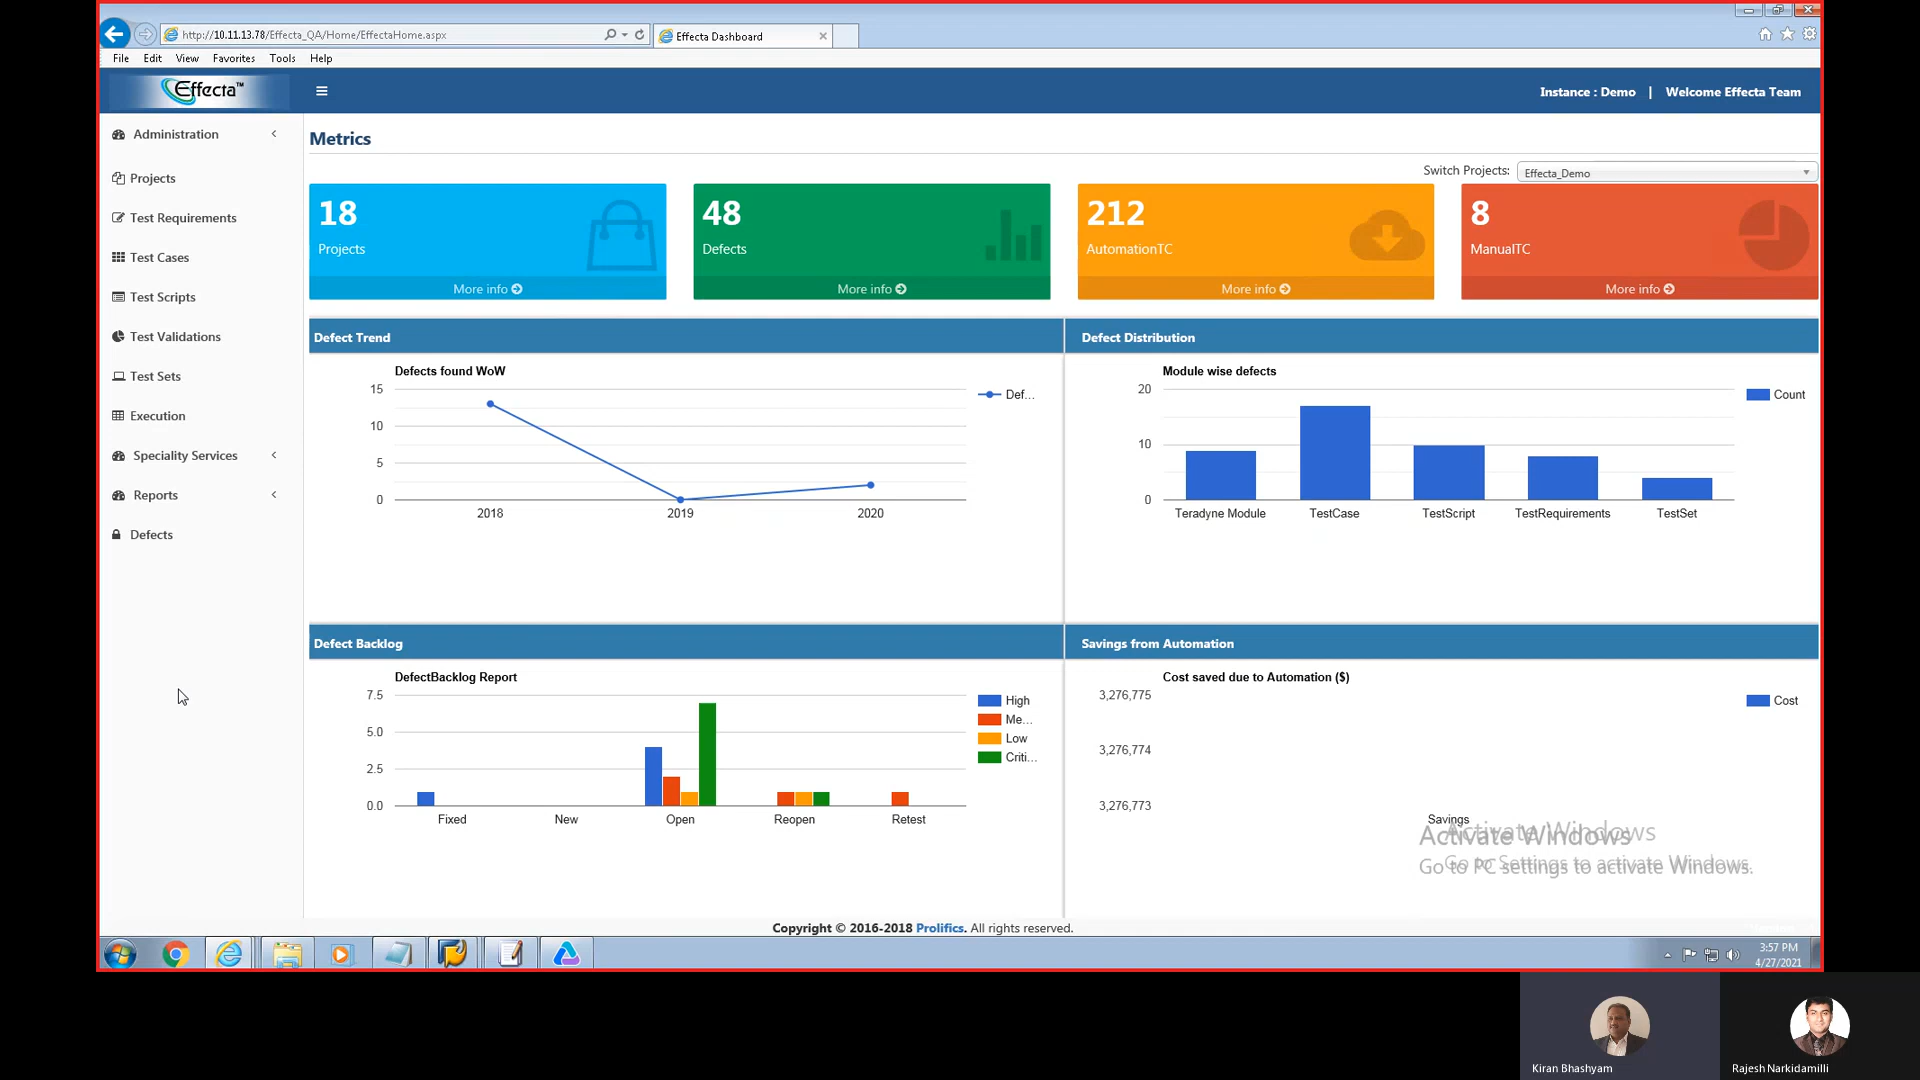 http://10.11.13.78/Effecta_QA/Home/EffectaHome.aspx
Effecta Dashboard
File Edit View Favorites Tools Help
Effecta™
Instance : Demo | Welcome Effecta Team
Administration
Projects
Test Requirements
Test Cases
Test Scripts
Test Validations
Test Sets
Execution
Speciality Services
Reports
Defects
Metrics
Switch Projects: Effecta_Demo
18
Projects
More info
48
Defects
More info
212
AutomationTC
More info
8
ManualTC
More info
Defect Trend
Defects found WoW
15
10
5
0
2018 2019 2020
Def...
Defect Distribution
Module wise defects
20
10
0
Teradyne Module TestCase TestScript TestRequirements TestSet
Count
Defect Backlog
DefectBacklog Report
7.5
5.0
2.5
0.0
Fixed New Open Reopen Retest
High
Me...
Low
Criti...
Savings from Automation
Cost saved due to Automation ($)
3,276,775
3,276,774
3,276,773
Savings
Cost
Activate Windows
Go to Settings to activate Windows.
Activate Windows
Go to PC settings to activate Windows.
Copyright © 2016-2018 Prolifics. All rights reserved.
3:57 PM
4/27/2021
Kiran Bhashyam
Rajesh Narkidamilli